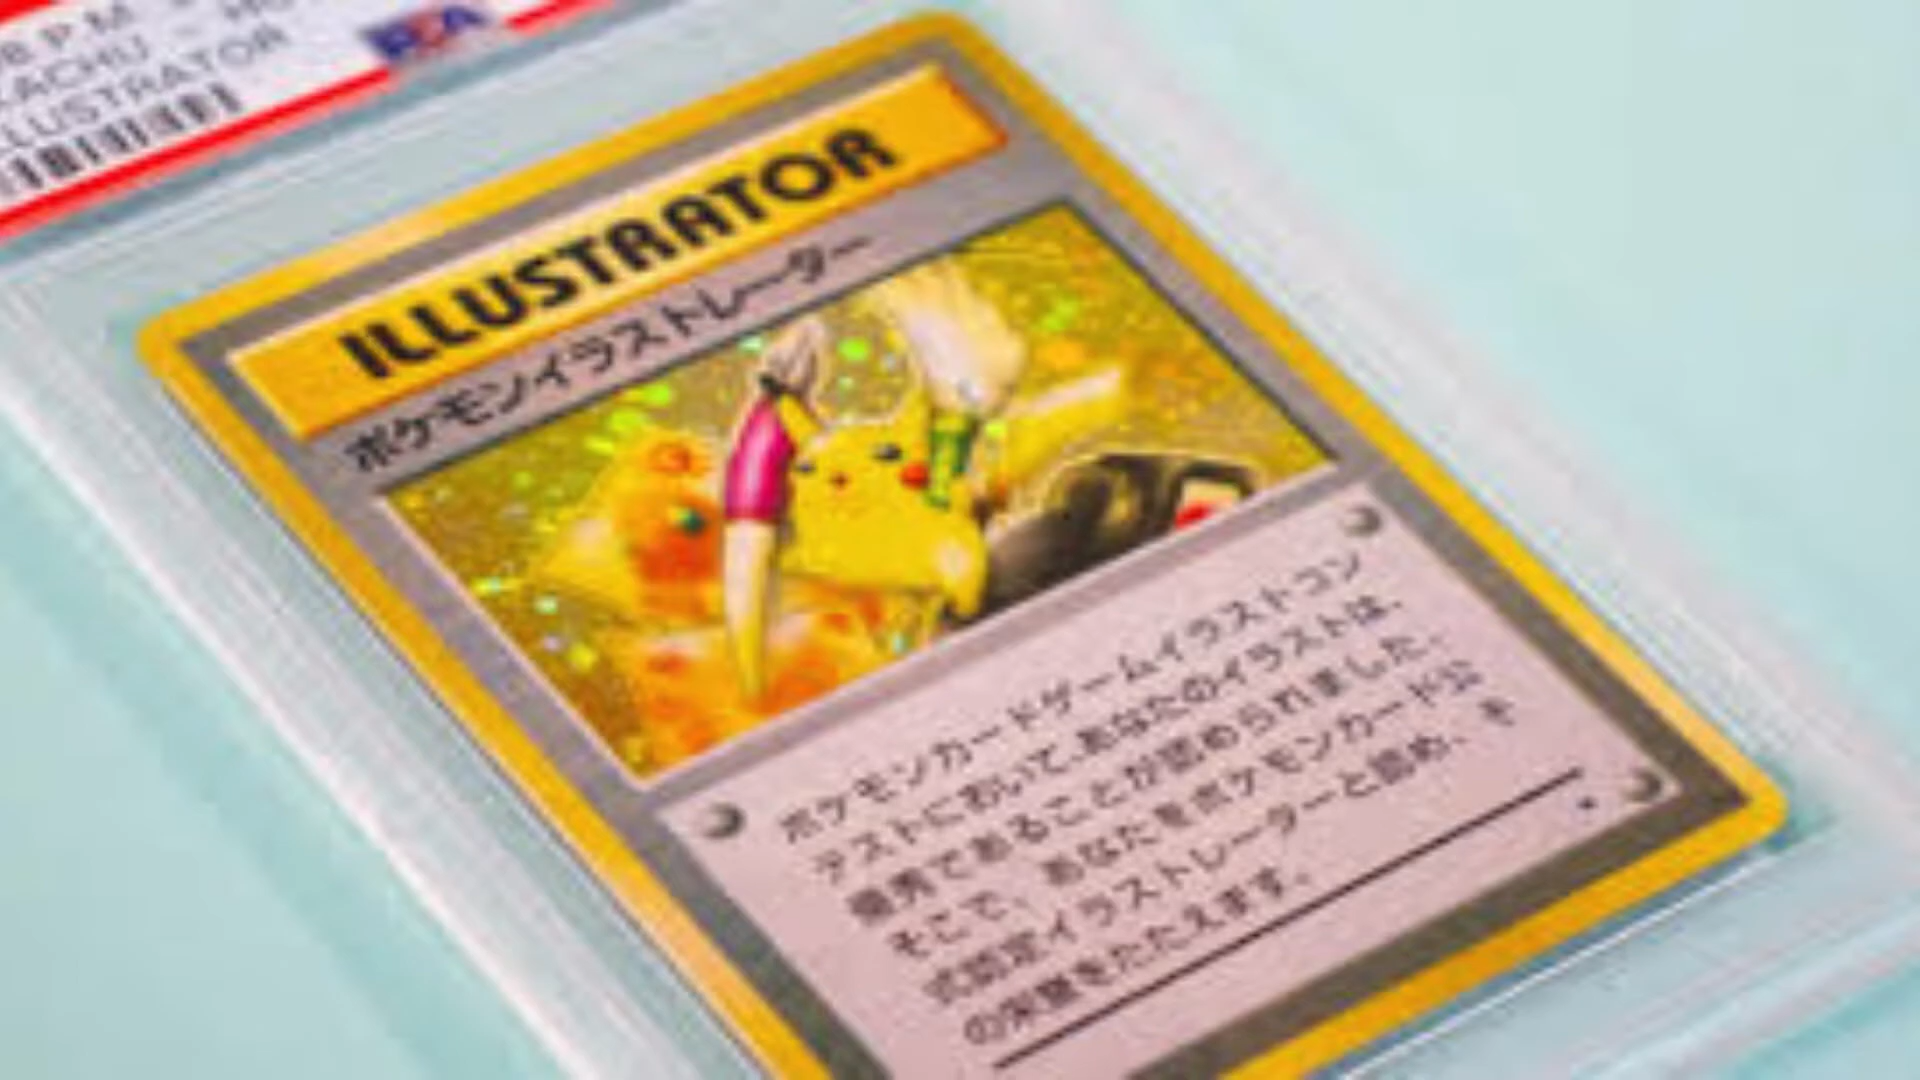 98 P.M.
KACHU - HO
ILLUSTRATOR
PSA
ILLUSTRATOR
ポケモンイラストレーター
ポケモンカードゲームイラストコン
テストにおいて、あなたのイラストは、
優秀であることが認められました。
そこで、あなたをポケモンカード公
式認定イラストレーターと認め、そ
の栄誉をたたえます。